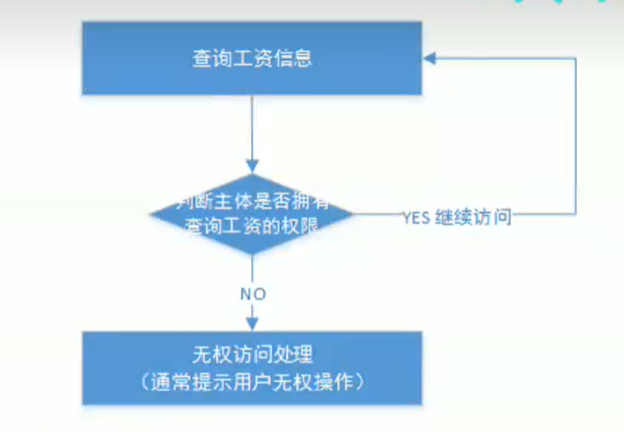 查询工资信息
判断主体是否拥有
查询工资的权限
YES 继续访问
NO
无权访问处理
（通常提示用户无权操作）